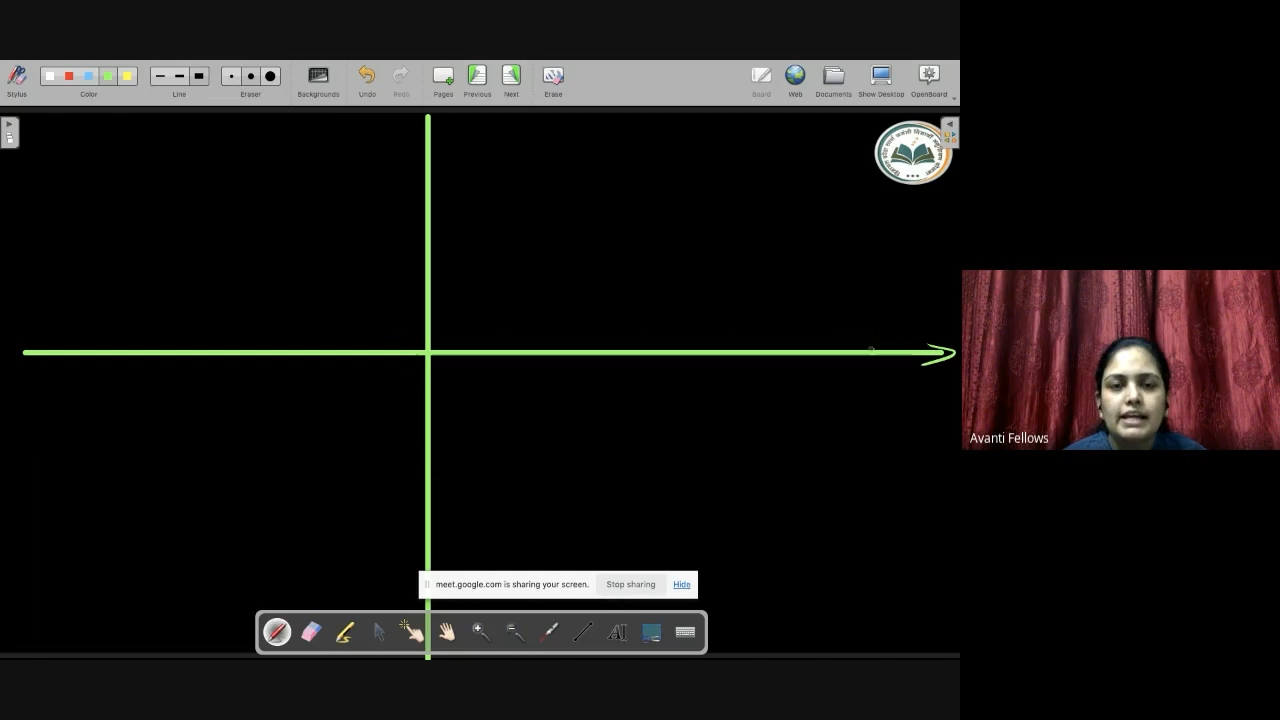 Stylus
Color
Line
Eraser
Backgrounds
Undo
Redo
Pages
Previous
Next
Erase
Board
Web
Documents
Show Desktop
OpenBoard
Avanti Fellows
meet.google.com is sharing your screen.
Stop sharing
Hide
AI